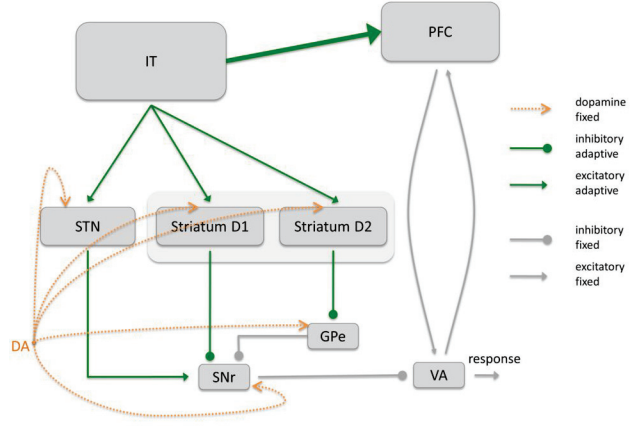 IT
PFC
dopamine
fixed
inhibitory
adaptive
excitatory
adaptive
STN
Striatum D1
Striatum D2
inhibitory
fixed
excitatory
fixed
DA
GPe
SNr
VA
response